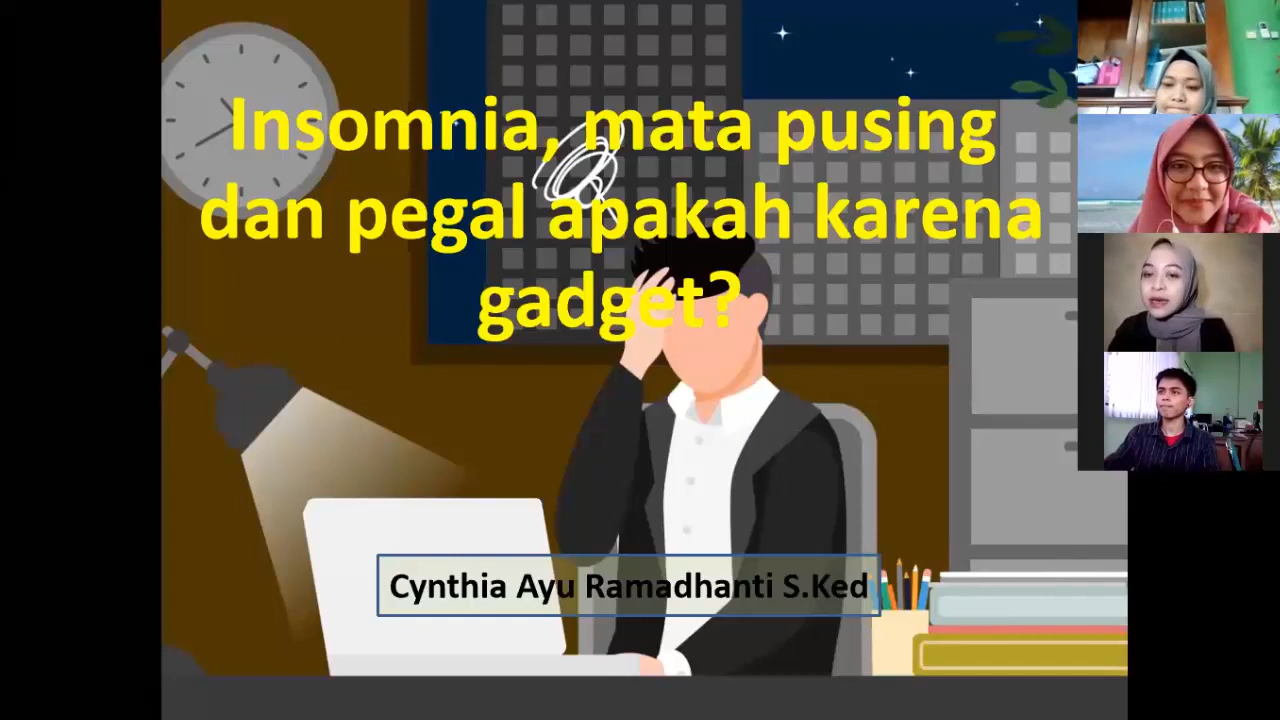 Insomnia, mata pusing
dan pegal apakah karena
gadget?
Cynthia Ayu Ramadhanti S.Ked